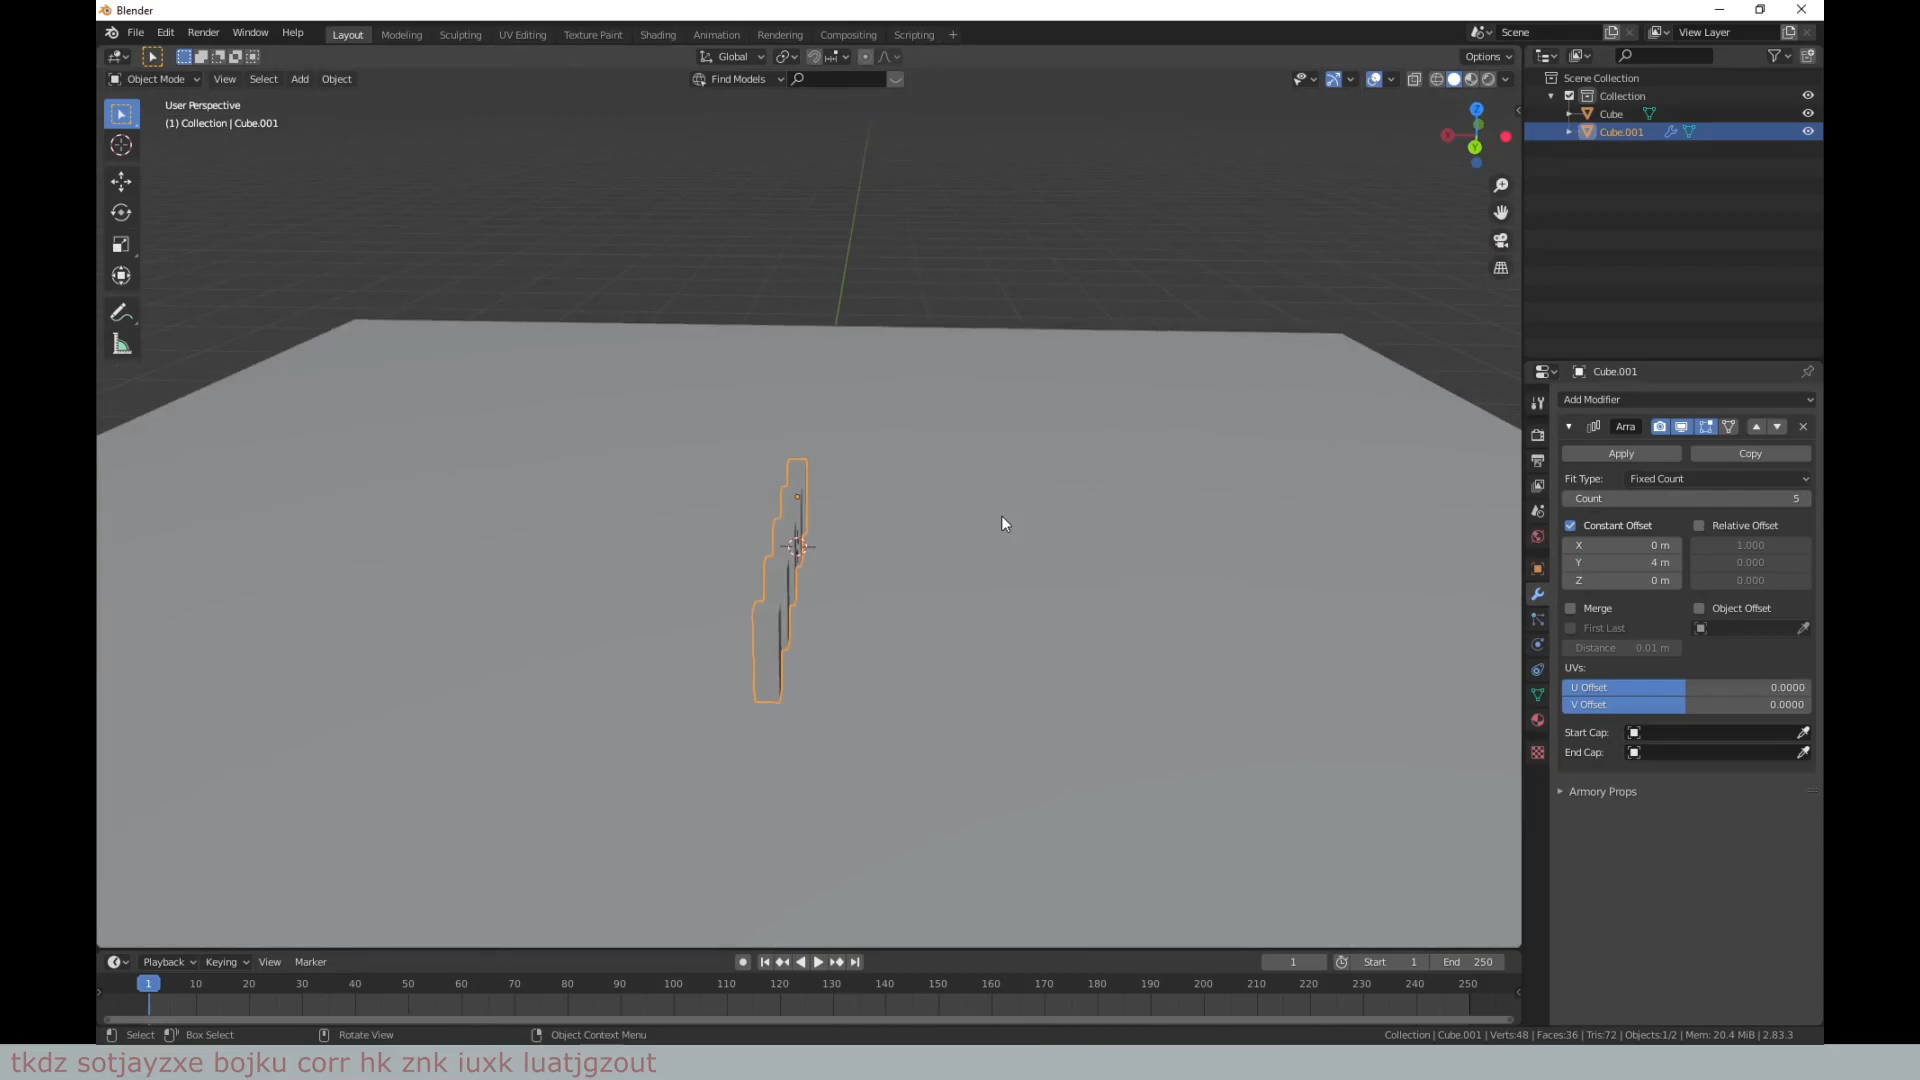 Blender
File Edit Render Window Help Layout Modeling Sculpting UV Editing Texture Paint Shading Animation Rendering Compositing Scripting + Scene View Layer
Global Options
Object Mode View Select Add Object Find Models
User Perspective
(1) Collection | Cube.001
Z
X
Y
Scene Collection
Collection
Cube
Cube.001
Cube.001
Add Modifier
Arra
Apply Copy
Fit Type: Fixed Count
Count 5
Constant Offset Relative Offset
X 0 m 1.000
Y 4 m 0.000
Z 0 m 0.000
Merge Object Offset
First Last
Distance 0.01 m
UVs:
U Offset 0.0000
V Offset 0.0000
Start Cap:
End Cap:
Armory Props
Playback Keying View Marker 1 Start 1 End 250
1 10 20 30 40 50 60 70 80 90 100 110 120 130 140 150 160 170 180 190 200 210 220 230 240 250
Select Box Select Rotate View Object Context Menu Collection | Cube.001 | Verts:48 | Faces:36 | Tris:72 | Objects:1/2 | Mem: 20.4 MiB | 2.83.3
tkdz sotjayzxe bojku corr hk znk iuxk luatjgzout